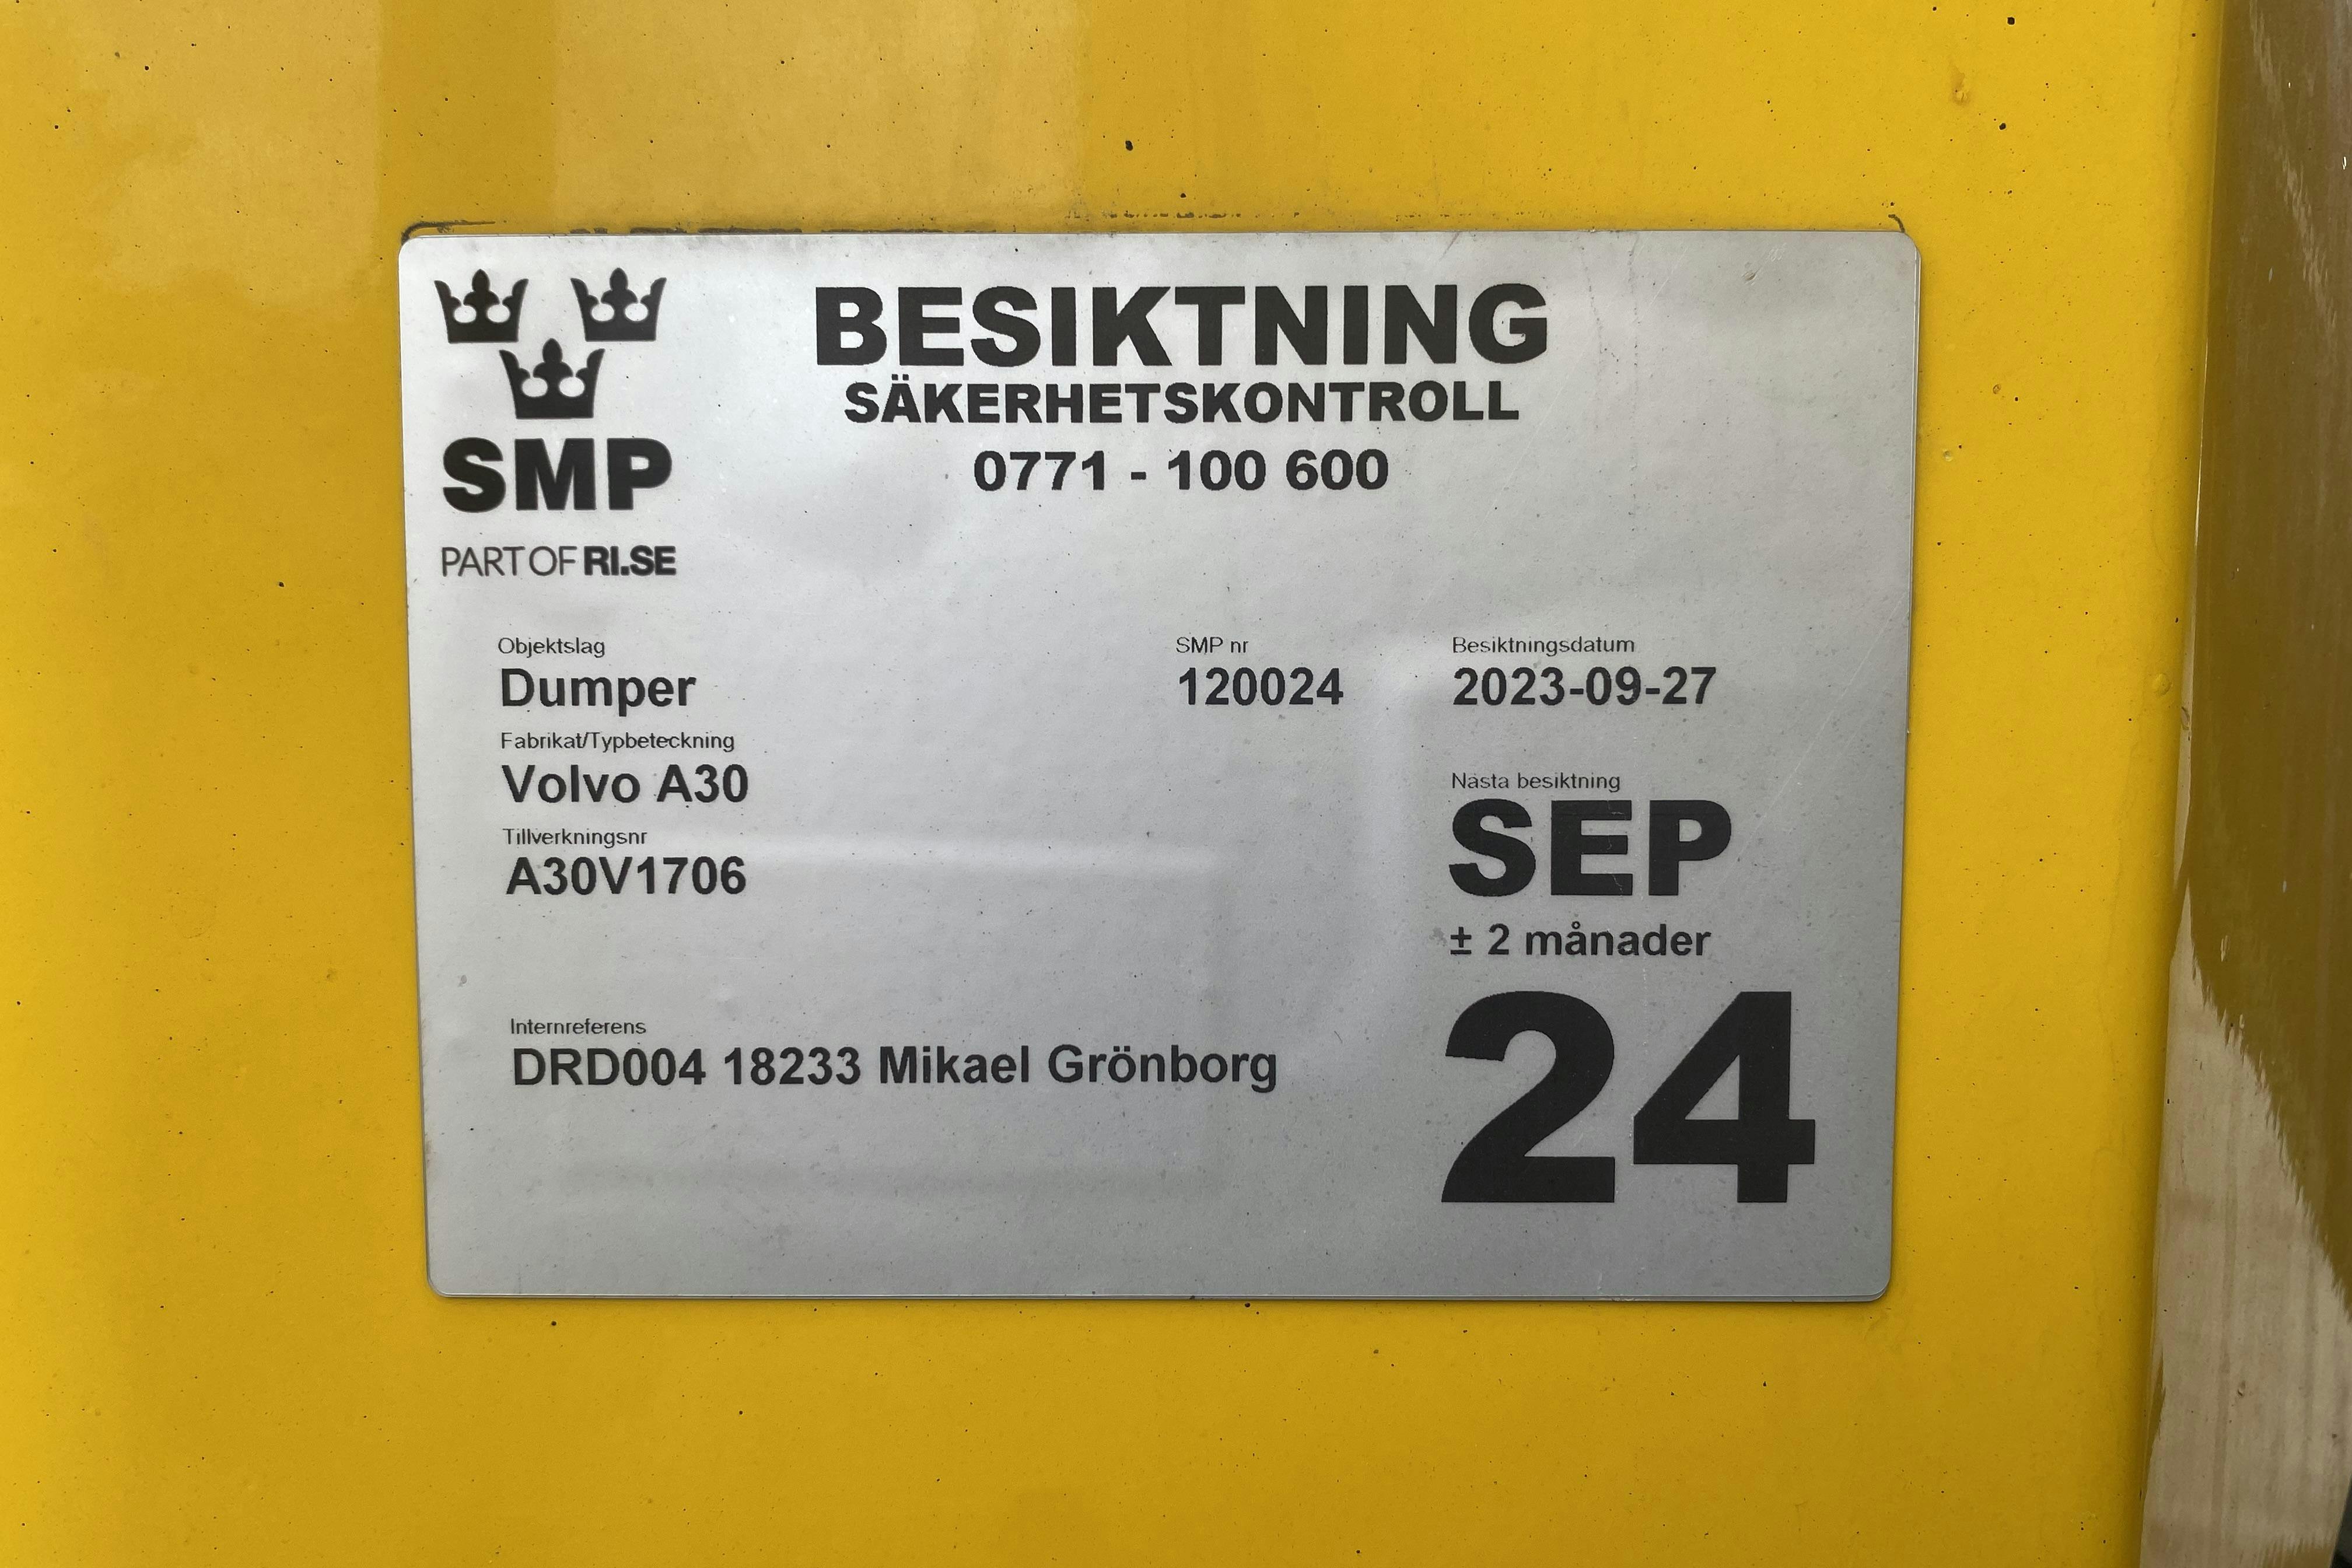 BESIKTNING
SÄKERHETSKONTROLL
0771 - 100 600
SMP
PART OF RI.SE
Objektslag
Dumper
SMP nr
120024
Besiktningsdatum
2023-09-27
Fabrikat/Typbeteckning
Volvo A30
Tillverkningsnr
A30V1706
Nästa besiktning
SEP
± 2 månader
24
Internreferens
DRD004 18233 Mikael Grönborg